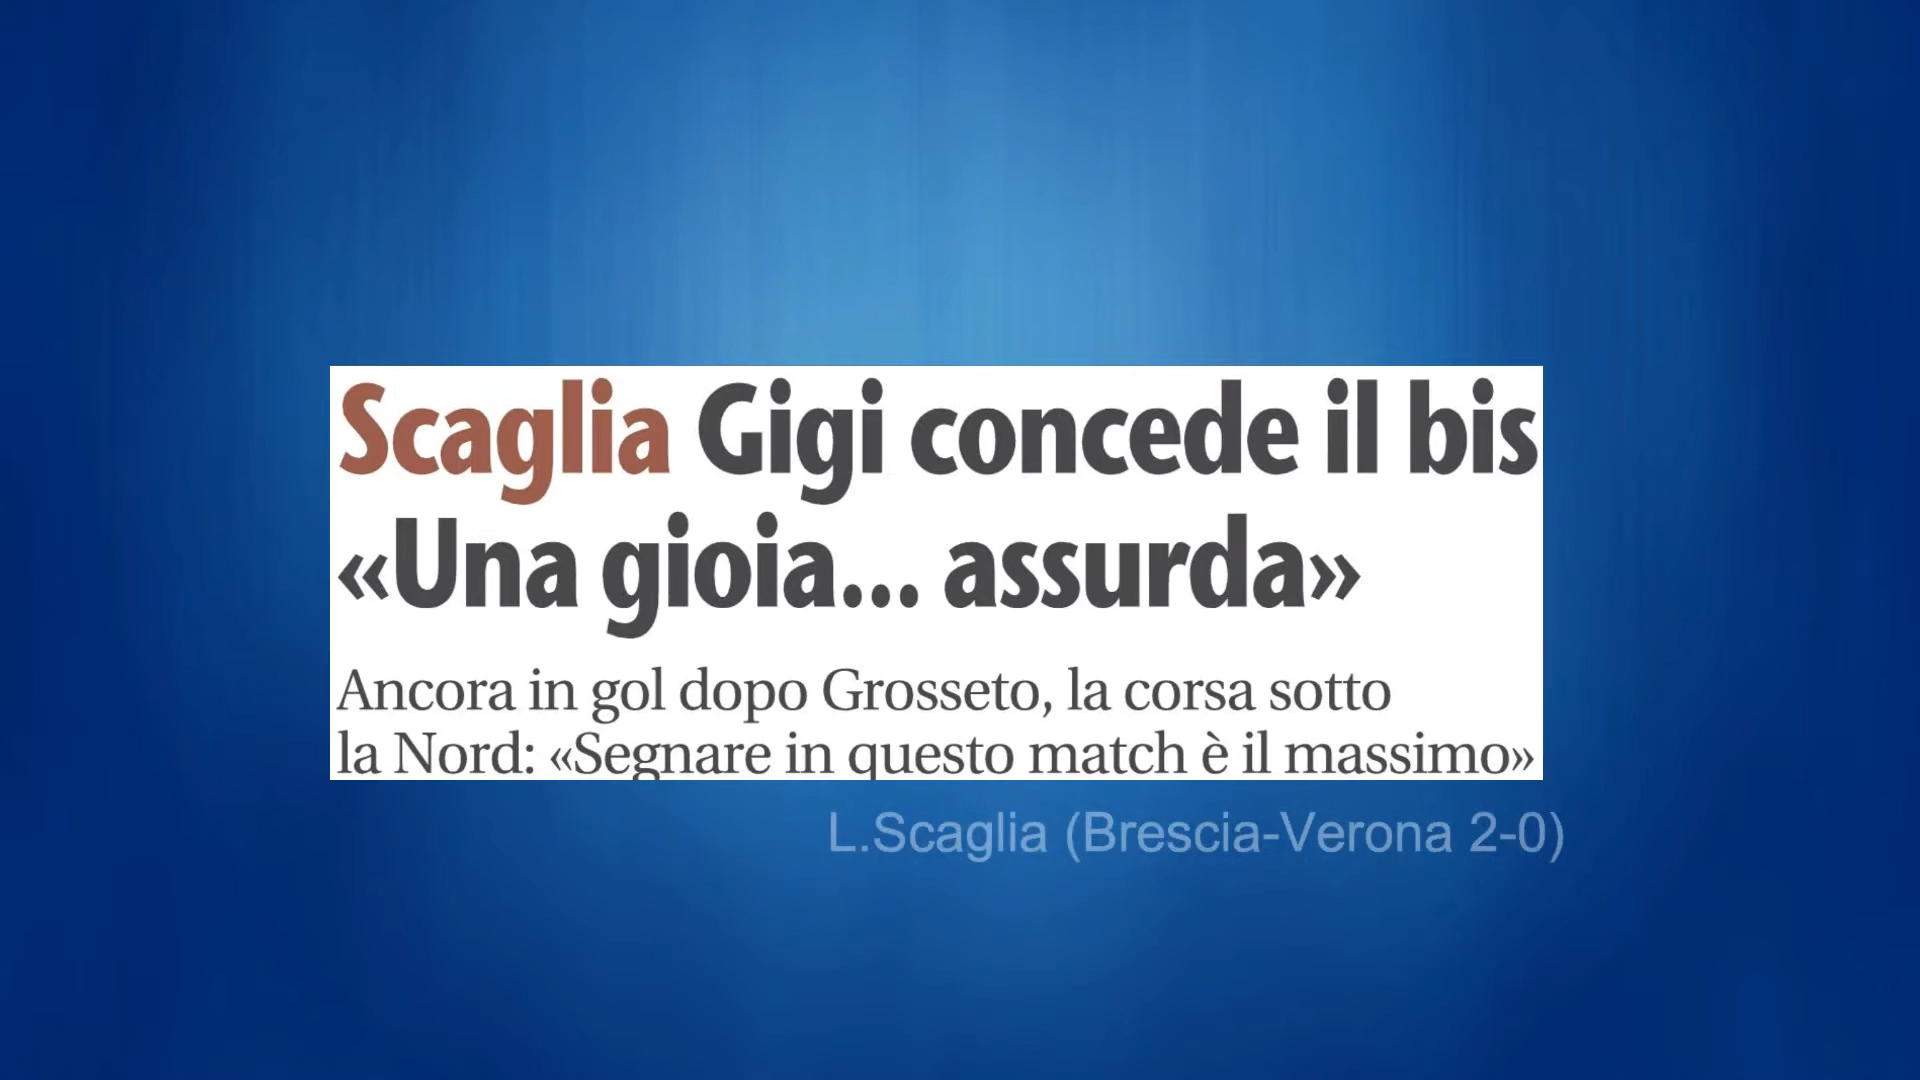 Scaglia Gigi concede il bis
«Una gioia... assurda»
Ancora in gol dopo Grosseto, la corsa sotto
la Nord: «Segnare in questo match è il massimo»
L.Scaglia (Brescia-Verona 2-0)